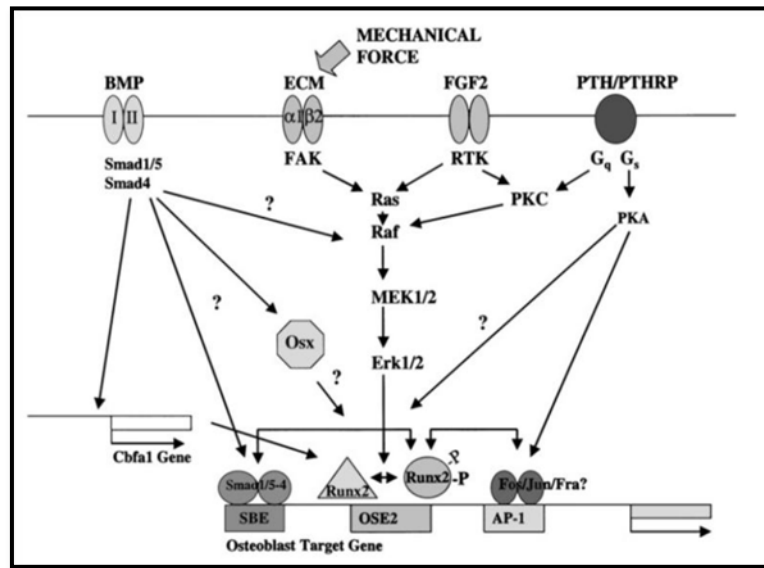 MECHANICAL
FORCE
BMP
ECM
FGF2
PTH/PTHRP
I II
α1 β2
Smad1/5
Smad4
FAK
RTK
Gq Gs
Ras
PKC
PKA
?
Raf
MEK1/2
?
?
Osx
Erk1/2
?
Cbfa1 Gene
Smad1/5-4
Runx2
Runx2 -P
Fos/Jun/Fra?
SBE
OSE2
AP-1
Osteoblast Target Gene